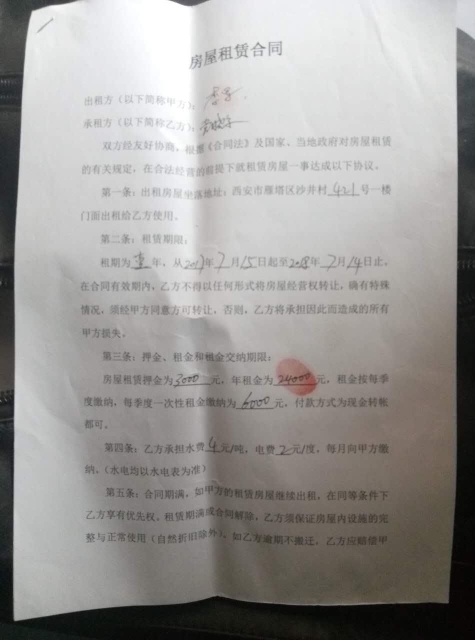 房屋租赁合同
出租方（以下简称甲方）：
承租方（以下简称乙方）：
双方经友好协商，根据《合同法》及国家、当地政府对房屋租赁
的有关规定，在合法经营的前提下就租赁房屋一事达成以下协议。
第一条：出租房屋坐落地址：西安市雁塔区沙井村 421 号一楼
门面出租给乙方使用。
第二条：租赁期限：
租期为 壹 年，从2017年 7 月15日起至2018年 7 月14日止。
在合同有效期内，乙方不得以任何形式将房屋经营权转让，确有特殊
情况，须经甲方同意方可转让，否则，乙方将承担因此而造成的所有
甲方损失。
第三条：押金、租金和租金交纳期限：
房屋租赁押金为 3000 元，年租金为 24000 元，租金按每季
度缴纳，每季度一次性租金缴纳为 6000 元，付款方式为现金转帐
都可。
第四条：乙方承担水费 4 元/吨，电费 2 元/度，每月向甲方缴
纳。（水电均以水电表为准）
第五条：合同期满，如甲方的租赁房屋继续出租，在同等条件下
乙方享有优先权。租赁期满或合同解除，乙方须保证房屋内设施的完
整与正常使用（自然折旧除外），如乙方逾期不搬迁，乙方应赔偿甲